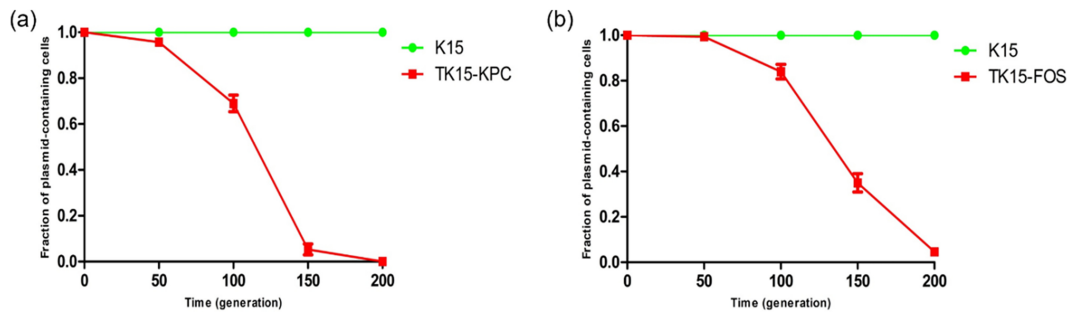 (a)
Fraction of plasmid-containing cells
1.0
0.8
0.6
0.4
0.2
0.0
0 50 100 150 200
Time (generation)
K15
TK15-KPC
(b)
Fraction of plasmid-containing cells
1.0
0.8
0.6
0.4
0.2
0.0
0 50 100 150 200
Time (generation)
K15
TK15-FOS